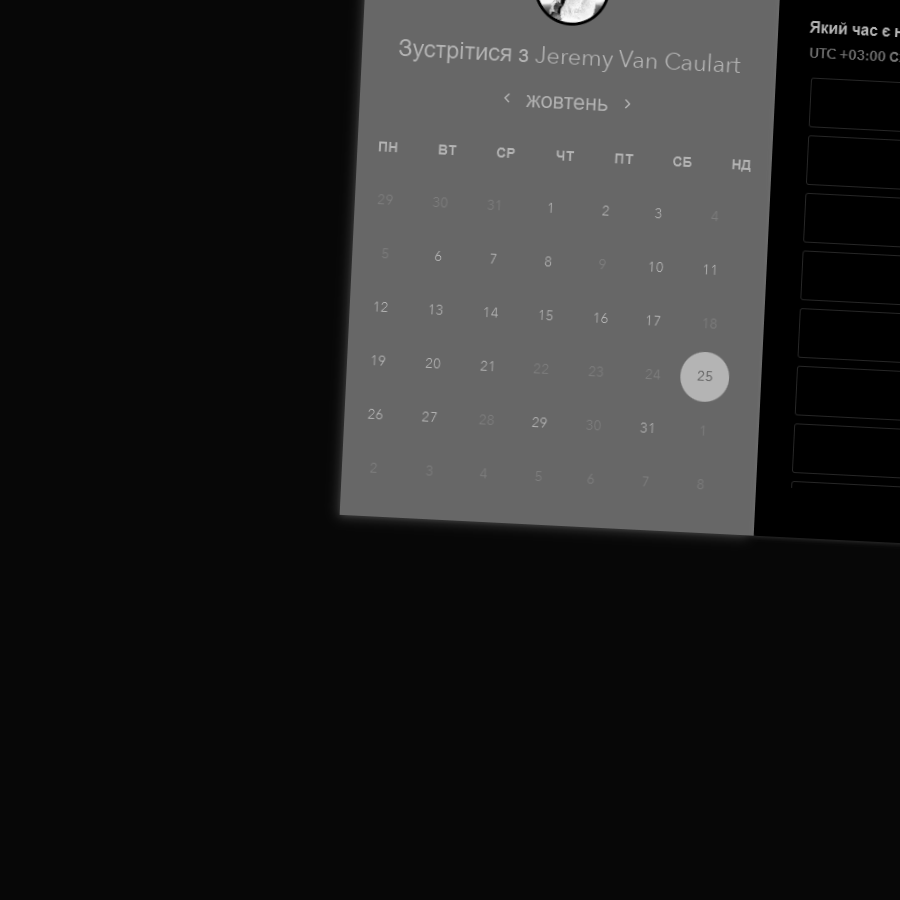 Зустрітися з Jeremy Van Caulart
жовтень
ПН ВТ СР ЧТ ПТ СБ НД
29 30 31 1 2 3 4
5 6 7 8 9 10 11
12 13 14 15 16 17 18
19 20 21 22 23 24 25
26 27 28 29 30 31 1
2 3 4 5 6 7 8
Який час є
UTC +03:00